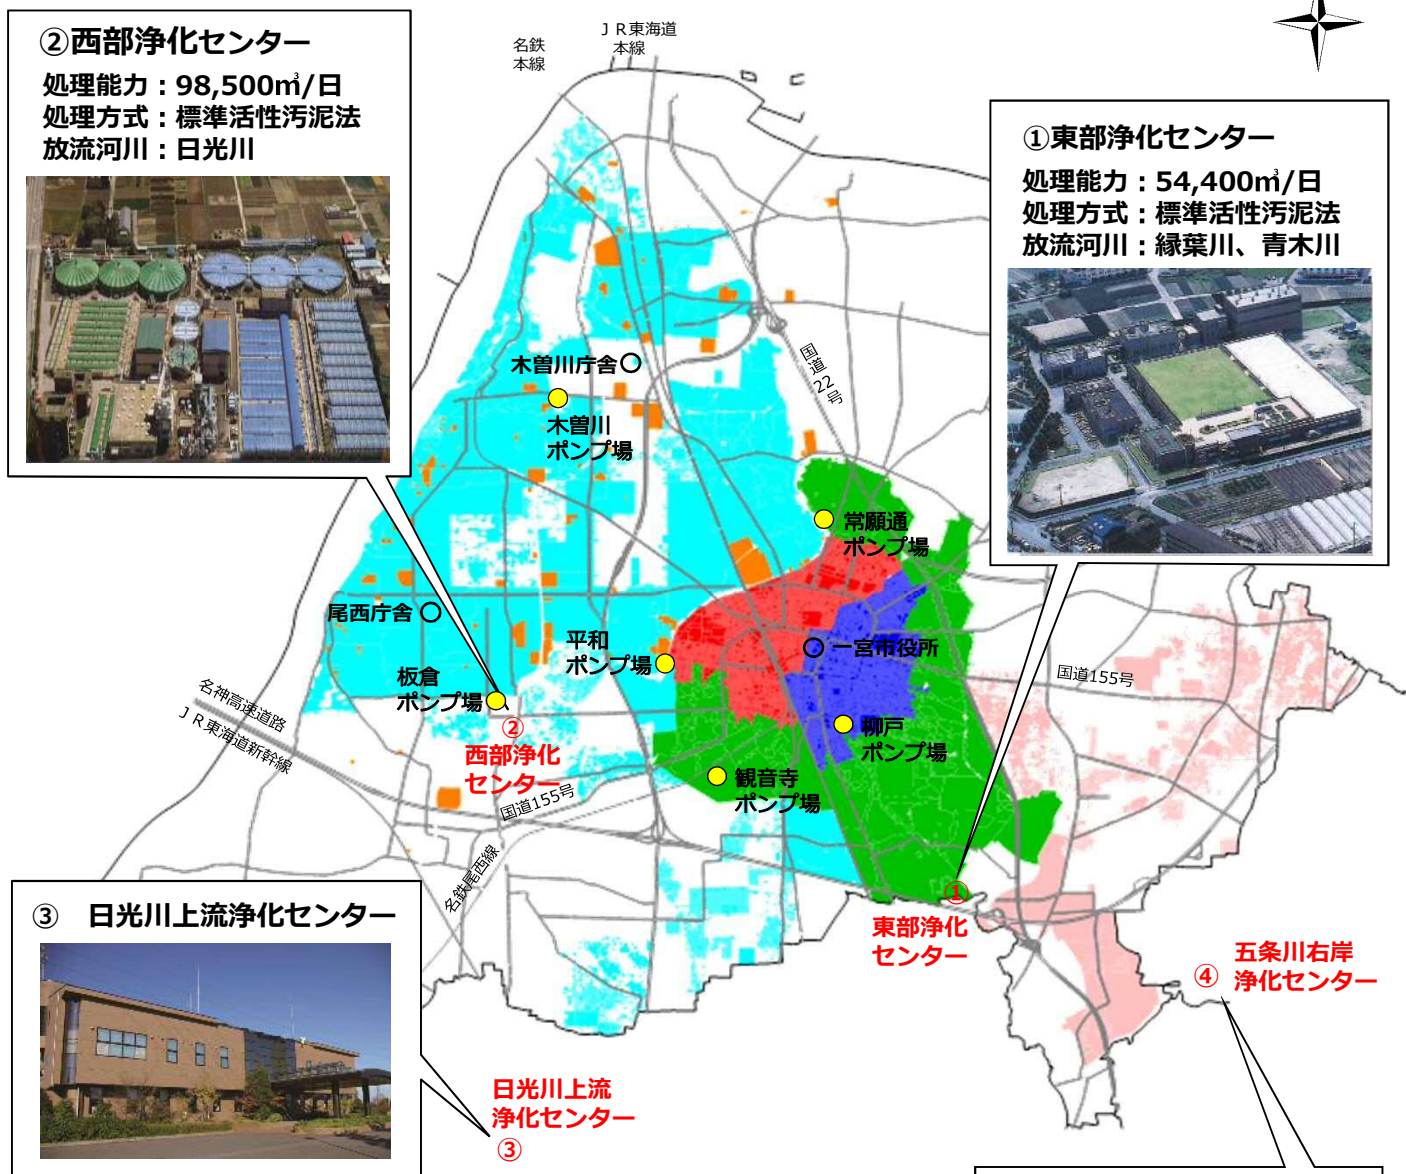 ②西部浄化センター
処理能力：98,500㎥/日
処理方式：標準活性汚泥法
放流河川：日光川
名鉄
本線
ＪＲ東海道
本線
①東部浄化センター
処理能力：54,400㎥/日
処理方式：標準活性汚泥法
放流河川：縁葉川、青木川
国道22号
木曽川庁舎
木曽川
ポンプ場
常願通
ポンプ場
尾西庁舎
平和
ポンプ場
一宮市役所
板倉
ポンプ場
国道155号
名神高速道路
ＪＲ東海道新幹線
②
西部浄化
センター
柳戸
ポンプ場
観音寺
ポンプ場
国道155号
名鉄尾西線
①
東部浄化
センター
③　日光川上流浄化センター
④
五条川右岸
浄化センター
日光川上流
浄化センター
③